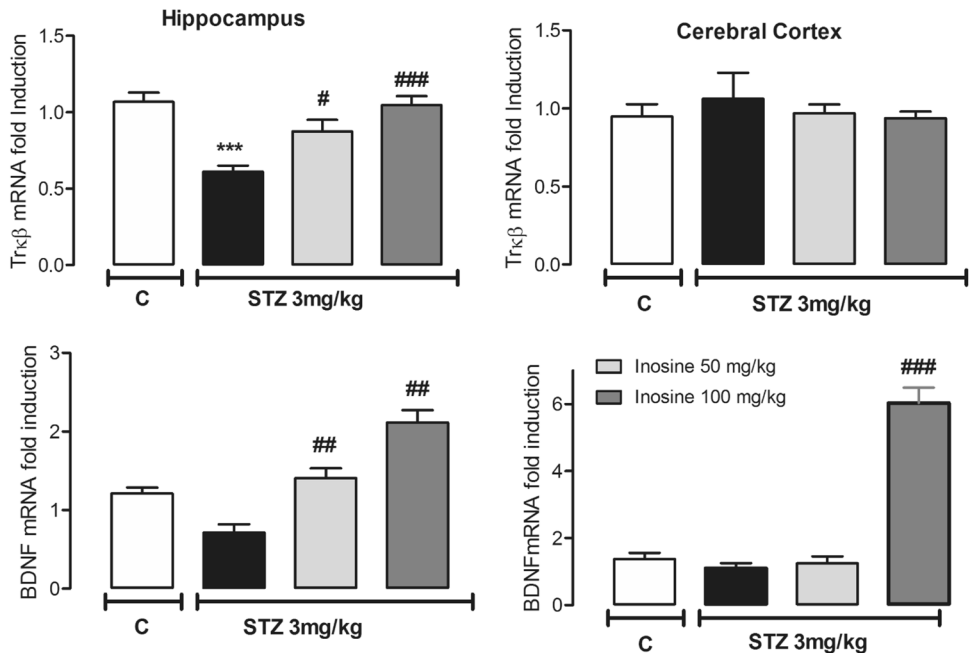 Hippocampus
Trκβ mRNA fold Induction
1.5
1.0
0.5
0.0
***
#
###
C
STZ 3mg/kg
Cerebral Cortex
Trκβ mRNA fold Induction
1.5
1.0
0.5
0.0
C
STZ 3mg/kg
BDNF mRNA fold induction
3
2
1
0
##
##
C
STZ 3mg/kg
BDNFmRNA fold induction
6
4
2
0
Inosine 50 mg/kg
Inosine 100 mg/kg
###
C
STZ 3mg/kg